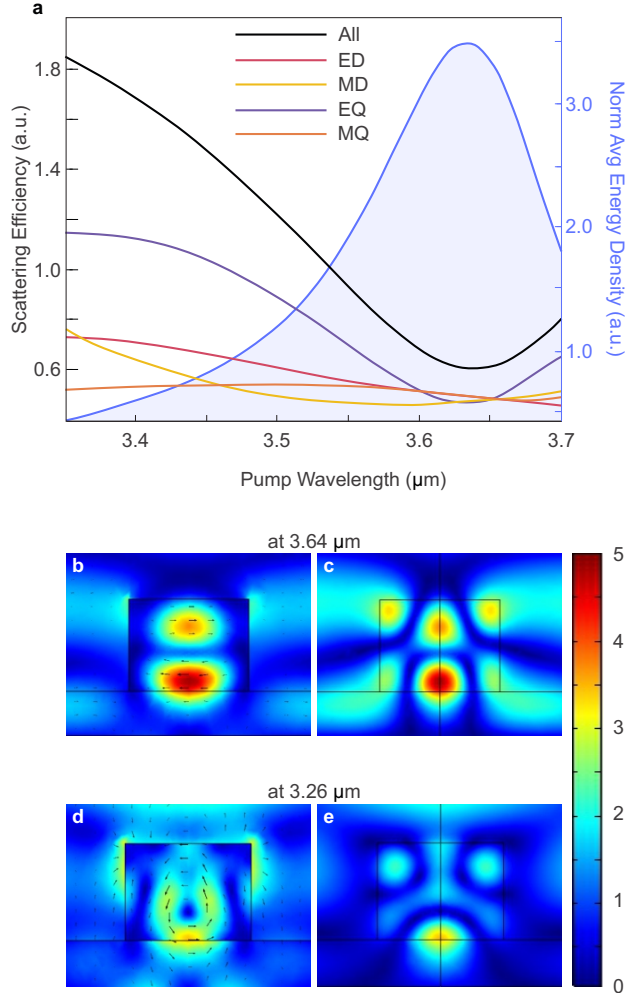 a
All
ED
MD
EQ
MQ
1.8
1.4
1.0
0.6
Scattering Efficiency (a.u.)
3.0
2.0
1.0
Norm Avg Energy
Density (a.u.)
3.4
3.5
3.6
3.7
Pump Wavelength (μm)
at 3.64 μm
b
c
at 3.26 μm
d
e
5
4
3
2
1
0